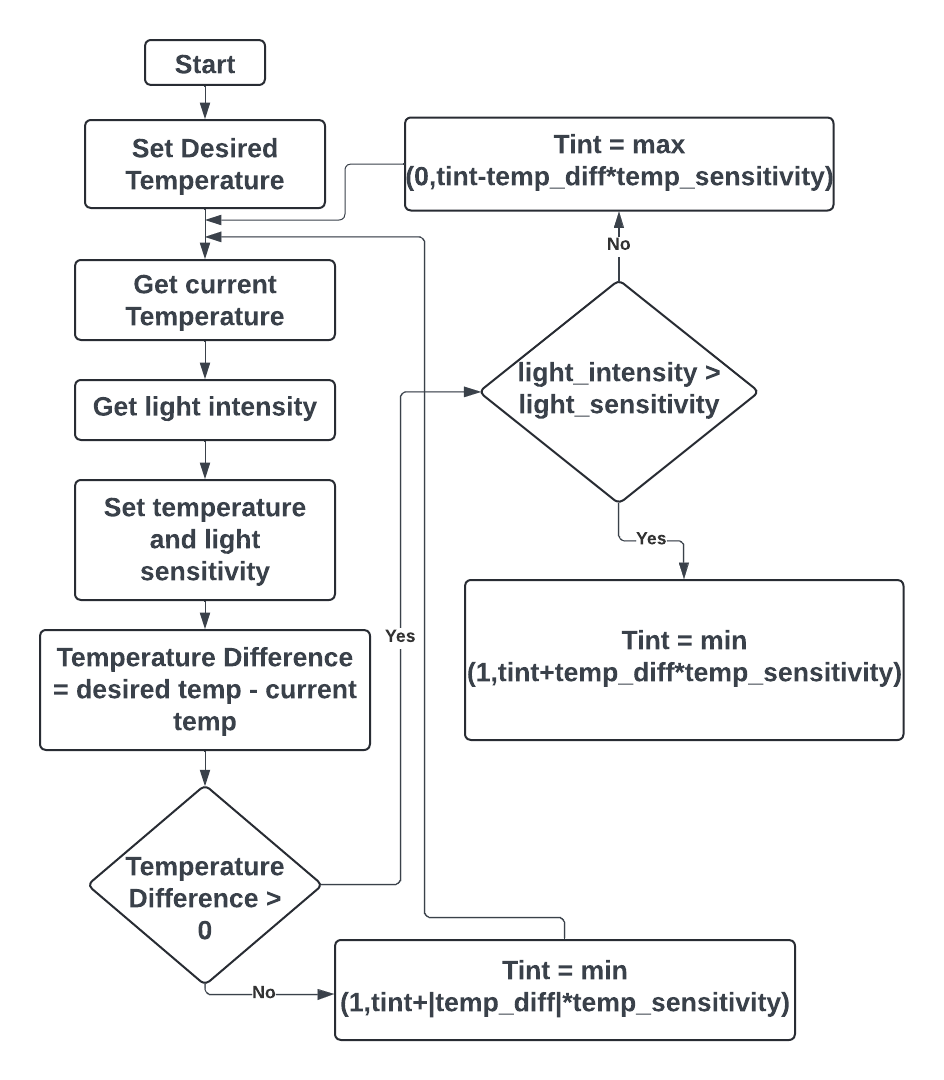 Start
Set Desired
Temperature
Get current
Temperature
Get light intensity
Set temperature
and light
sensitivity
Temperature Difference
= desired temp - current
temp
Temperature
Difference >
0
No
Tint = min
(1,tint+|temp_diff|*temp_sensitivity)
Yes
light_intensity >
light_sensitivity
No
Tint = max
(0,tint-temp_diff*temp_sensitivity)
Yes
Tint = min
(1,tint+temp_diff*temp_sensitivity)